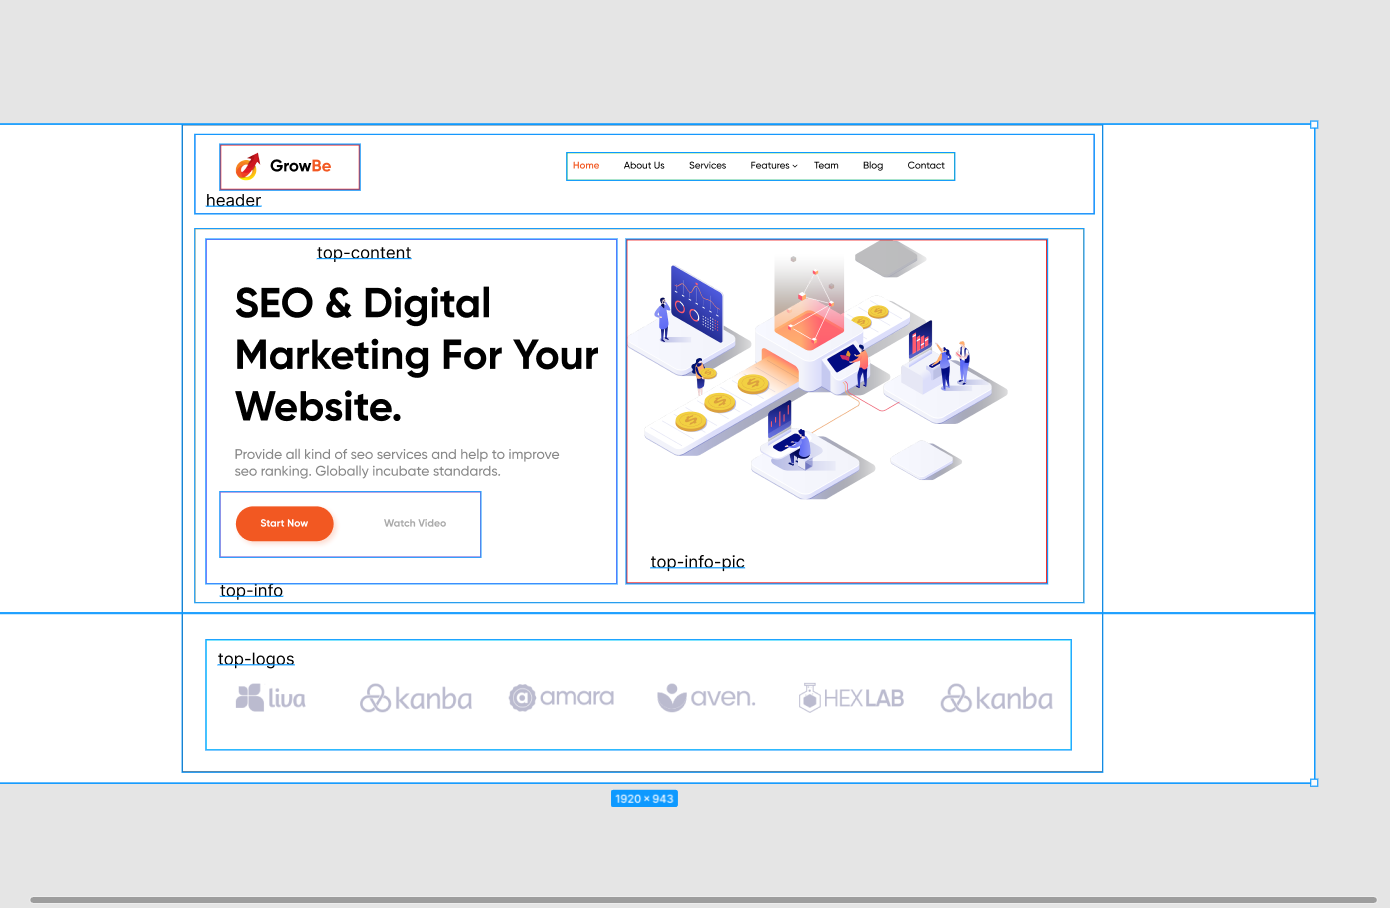 GrowBe
Home About Us Services Features Team Blog Contact
header
top-content
SEO & Digital
Marketing For Your
Website.
Provide all kind of seo services and help to improve
seo ranking. Globally incubate standards.
Start Now Watch Video
top-info-pic
top-info
top-logos
liva kanba amara aven. HEXLAB kanba
1920 × 943